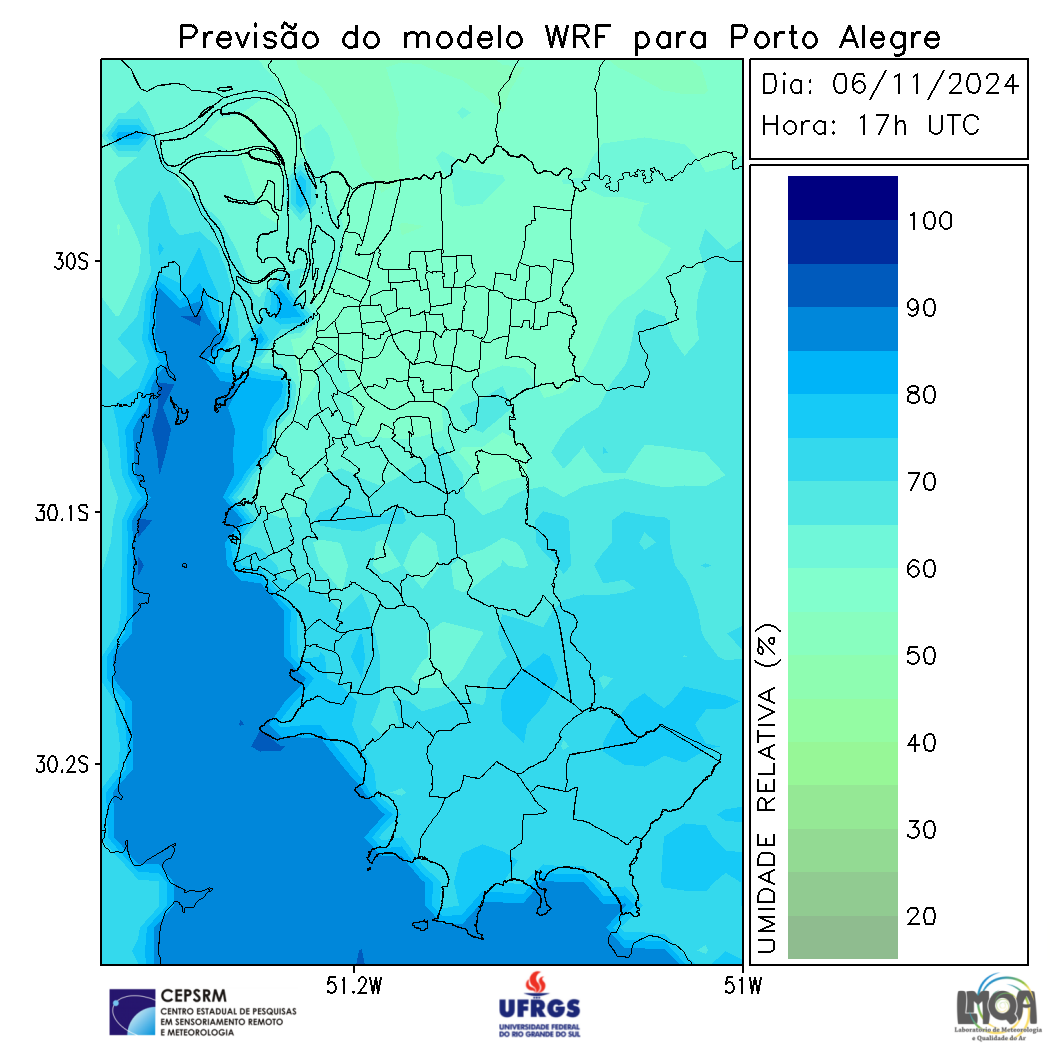 Previsão do modelo WRF para Porto Alegre
Dia: 06/11/2024
Hora: 17h UTC
30S
30.1S
30.2S
51.2W
51W
100
90
80
70
60
50
40
30
20
UMIDADE RELATIVA (%)
CEPSRM
CENTRO ESTADUAL DE PESQUISAS
EM SENSORIAMENTO REMOTO
E METEOROLOGIA
UFRGS
UNIVERSIDADE FEDERAL
DO RIO GRANDE DO SUL
LMQA
Laboratório de Meteorologia
e Qualidade do Ar